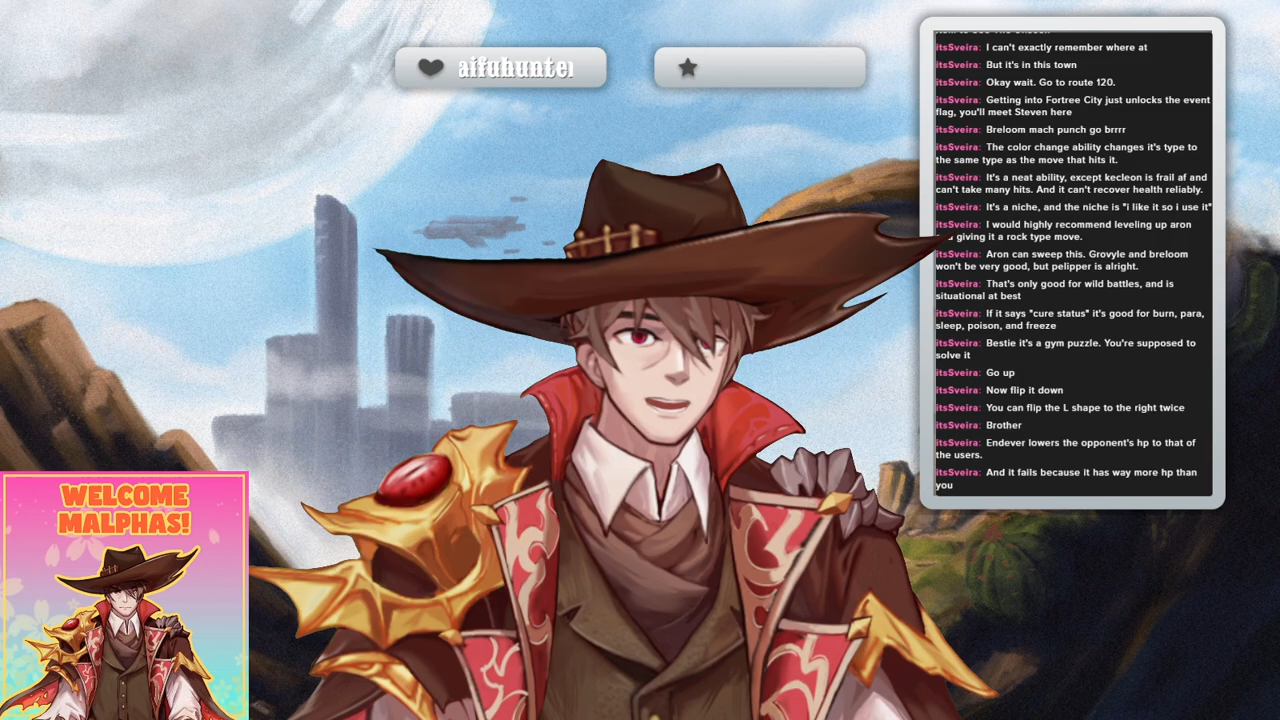 aifuhunte
itsSveira: I can't exactly remember where at
itsSveira: But it's in this town
itsSveira: Okay wait. Go to route 120.
itsSveira: Getting into Fortree City just unlocks the event
flag, you'll meet Steven here
itsSveira: Breloom mach punch go brrrr
itsSveira: The color change ability changes it's type to
the same type as the move that hits it.
itsSveira: It's a neat ability, except kecleon is frail af and
can't take many hits. And it can't recover health reliably.
itsSveira: It's a niche, and the niche is "i like it so i use it"
itsSveira: I would highly recommend leveling up aron
giving it a rock type move.
itsSveira: Aron can sweep this. Grovyle and breloom
won't be very good, but pelipper is alright.
itsSveira: That's only good for wild battles, and is
situational at best
itsSveira: If it says "cure status" it's good for burn, para,
sleep, poison, and freeze
itsSveira: Bestie it's a gym puzzle. You're supposed to
solve it
itsSveira: Go up
itsSveira: Now flip it down
itsSveira: You can flip the L shape to the right twice
itsSveira: Brother
itsSveira: Endever lowers the opponent's hp to that of
the users.
itsSveira: And it fails because it has way more hp than
you
WELCOME
MALPHAS!